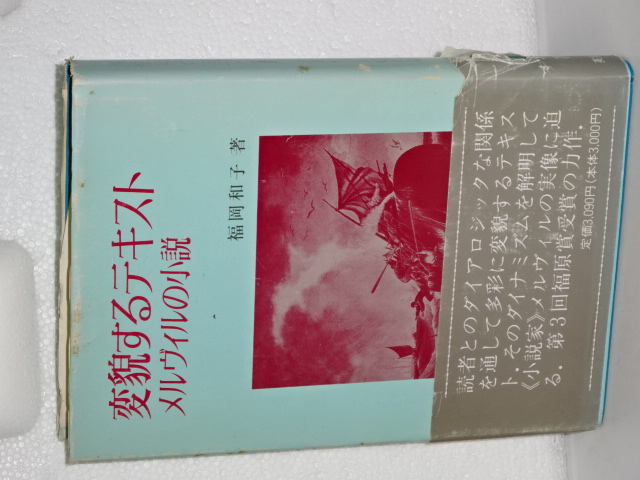 変貌するテキスト
メルヴィルの小説
福岡和子著
読者とのダイアロジックな関係
を通して多彩に変貌するテキス
ト．そのダイナミズムを解明して
《小説家》メルヴィルの実像に迫
る．第3回福原賞受賞の力作．
定価3,090円(本体3,000円)